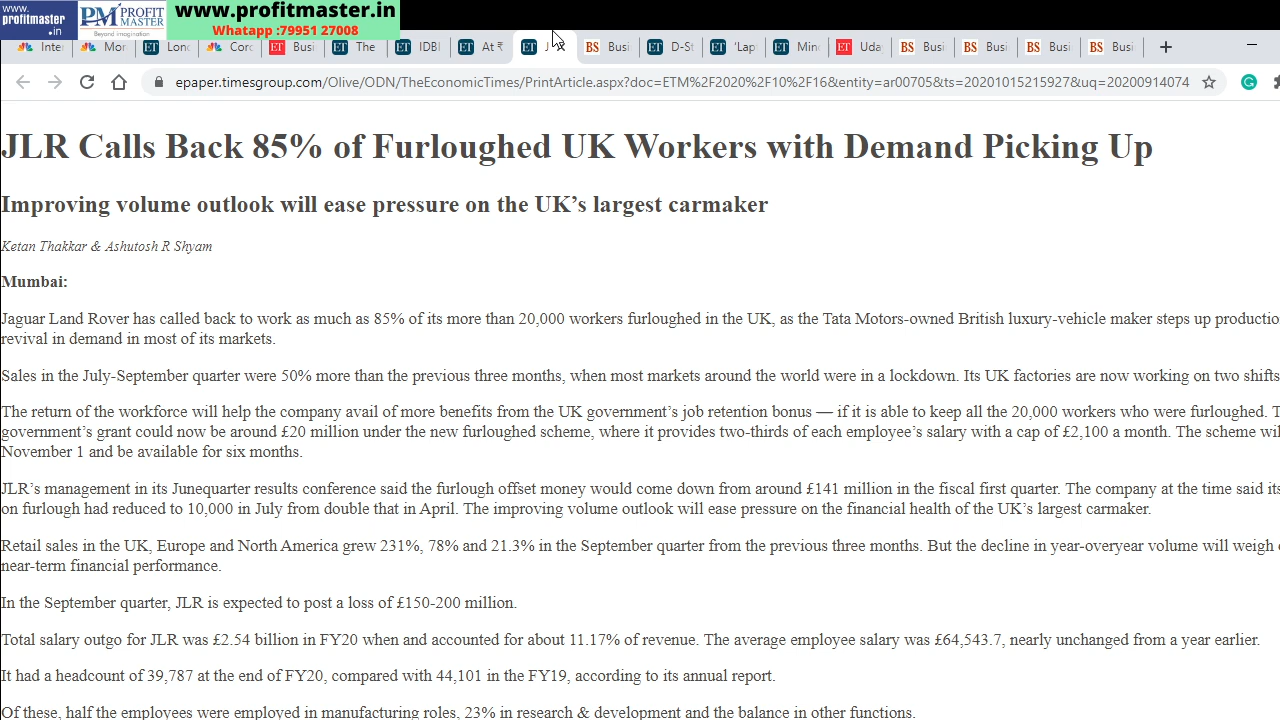 www.
profitmaster
.in
PM PROFIT
MASTER
Beyond imagination
www.profitmaster.in
Whatapp :79951 27008
Inte
Mor
Lond
Corc
Busi
The
IDBI
At ₹
Busi
D-St
'Lap
Minc
Uda
Busi
Busi
Busi
Busi
epaper.timesgroup.com/Olive/ODN/TheEconomicTimes/PrintArticle.aspx?doc=ETM%2F2020%2F10%2F16&entity=ar00705&ts=20201015215927&uq=20200914074
JLR Calls Back 85% of Furloughed UK Workers with Demand Picking Up
Improving volume outlook will ease pressure on the UK's largest carmaker
Ketan Thakkar & Ashutosh R Shyam
Mumbai:
Jaguar Land Rover has called back to work as much as 85% of its more than 20,000 workers furloughed in the UK, as the Tata Motors-owned British luxury-vehicle maker steps up productio
revival in demand in most of its markets.
Sales in the July-September quarter were 50% more than the previous three months, when most markets around the world were in a lockdown. Its UK factories are now working on two shifts
The return of the workforce will help the company avail of more benefits from the UK government's job retention bonus — if it is able to keep all the 20,000 workers who were furloughed. T
government's grant could now be around £20 million under the new furloughed scheme, where it provides two-thirds of each employee's salary with a cap of £2,100 a month. The scheme wil
November 1 and be available for six months.
JLR's management in its Junequarter results conference said the furlough offset money would come down from around £141 million in the fiscal first quarter. The company at the time said its
on furlough had reduced to 10,000 in July from double that in April. The improving volume outlook will ease pressure on the financial health of the UK's largest carmaker.
Retail sales in the UK, Europe and North America grew 231%, 78% and 21.3% in the September quarter from the previous three months. But the decline in year-overyear volume will weigh
near-term financial performance.
In the September quarter, JLR is expected to post a loss of £150-200 million.
Total salary outgo for JLR was £2.54 billion in FY20 when and accounted for about 11.17% of revenue. The average employee salary was £64,543.7, nearly unchanged from a year earlier.
It had a headcount of 39,787 at the end of FY20, compared with 44,101 in the FY19, according to its annual report.
Of these, half the employees were employed in manufacturing roles, 23% in research & development and the balance in other functions.